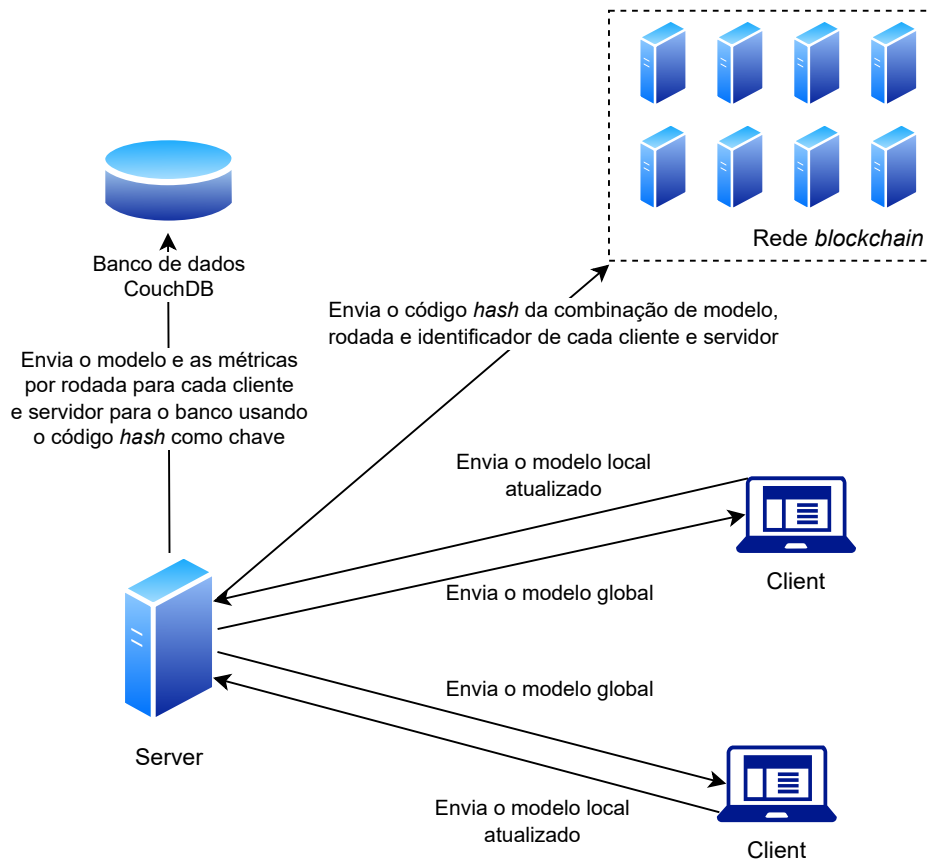 Rede blockchain
Banco de dados
CouchDB
Envia o código hash da combinação de modelo,
rodada e identificador de cada cliente e servidor
Envia o modelo e as métricas
por rodada para cada cliente
e servidor para o banco usando
o código hash como chave
Envia o modelo local
atualizado
Client
Envia o modelo global
Envia o modelo global
Server
Envia o modelo local
atualizado
Client